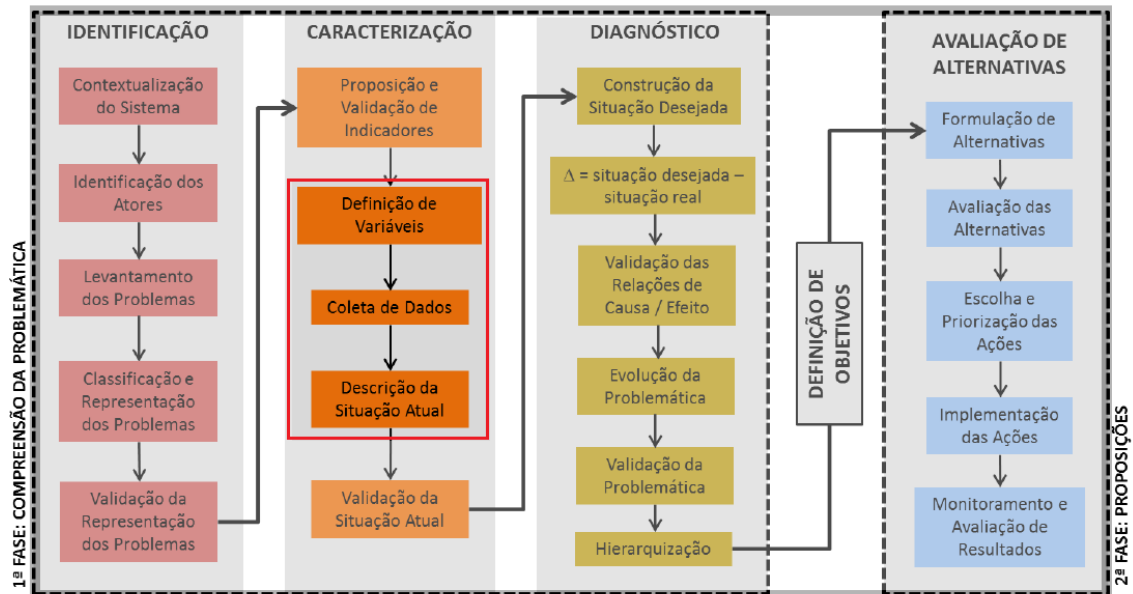 1ª FASE: COMPREENSÃO DA PROBLEMÁTICA
IDENTIFICAÇÃO
Contextualização
do Sistema
Identificação dos
Atores
Levantamento
dos Problemas
Classificação e
Representação
dos Problemas
Validação da
Representação
dos Problemas
CARACTERIZAÇÃO
Proposição e
Validação de
Indicadores
Definição de
Variáveis
Coleta de Dados
Descrição da
Situação Atual
Validação da
Situação Atual
DIAGNÓSTICO
Construção da
Situação Desejada
Δ = situação desejada –
situação real
Validação das
Relações de
Causa / Efeito
Evolução da
Problemática
Validação da
Problemática
Hierarquização
DEFINIÇÃO DE
OBJETIVOS
AVALIAÇÃO DE
ALTERNATIVAS
Formulação de
Alternativas
Avaliação das
Alternativas
Escolha e
Priorização das
Ações
Implementação
das Ações
Monitoramento e
Avaliação de
Resultados
2ª FASE: PROPOSIÇÕES